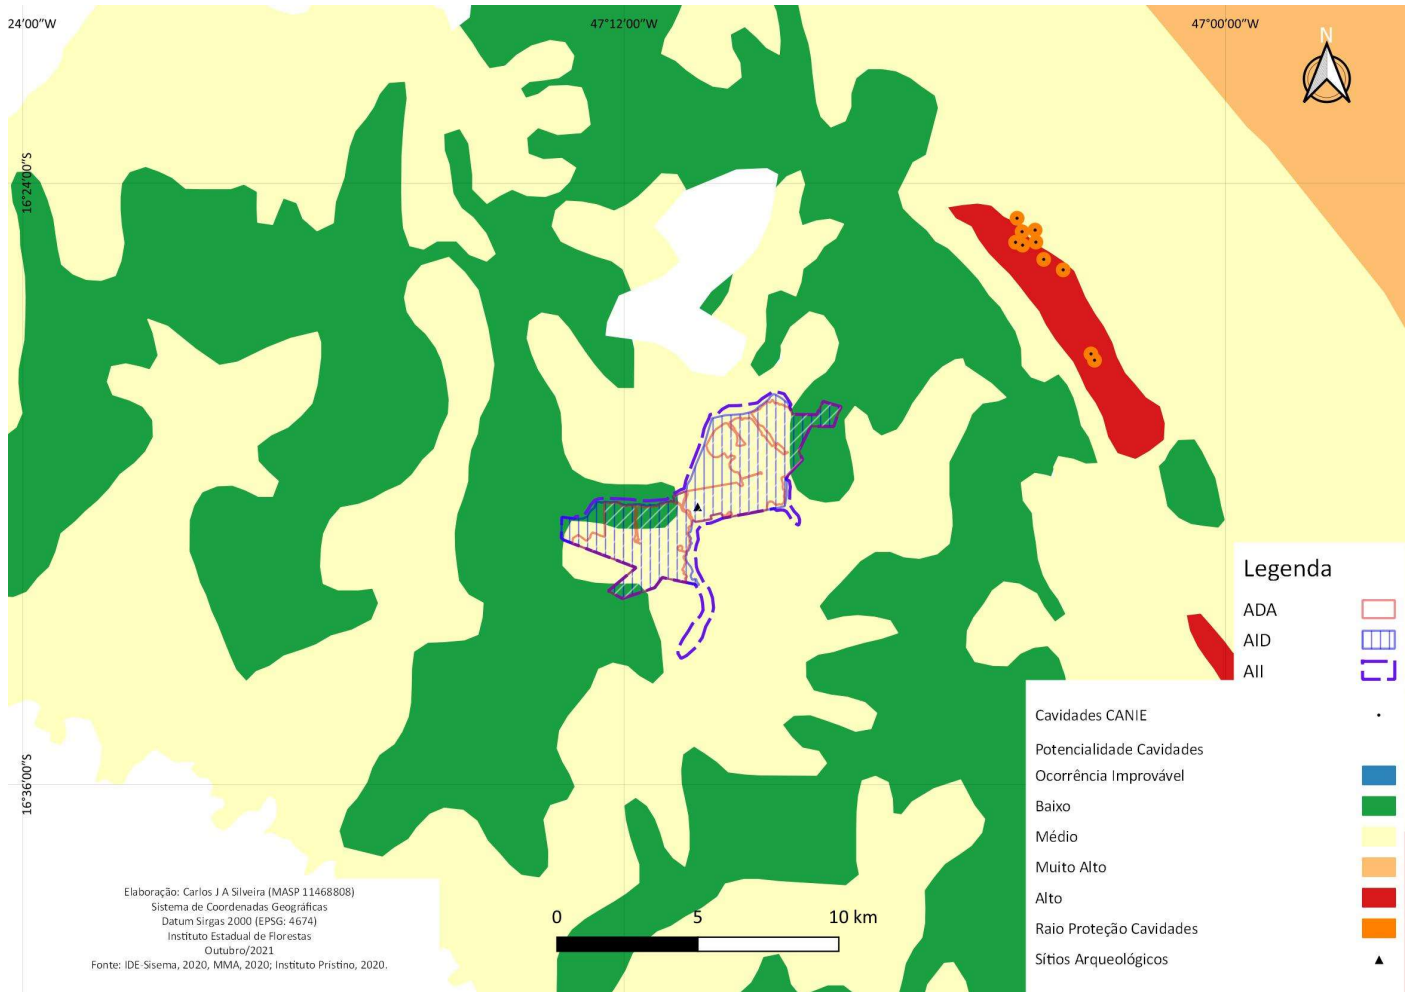 24'00"W
47°12'00"W
47°00'00"W
N
16°24'00"S
16°36'00"S
Legenda
ADA
AID
AII
Cavidades CANIE
Potencialidade Cavidades
Ocorrência Improvável
Baixo
Médio
Muito Alto
Alto
Raio Proteção Cavidades
Sítios Arqueológicos
0 5 10 km
Elaboração: Carlos J A Silveira (MASP 11468808)
Sistema de Coordenadas Geográficas
Datum Sirgas 2000 (EPSG: 4674)
Instituto Estadual de Florestas
Outubro/2021
Fonte: IDE-Sisema, 2020, MMA, 2020; Instituto Pristino, 2020.